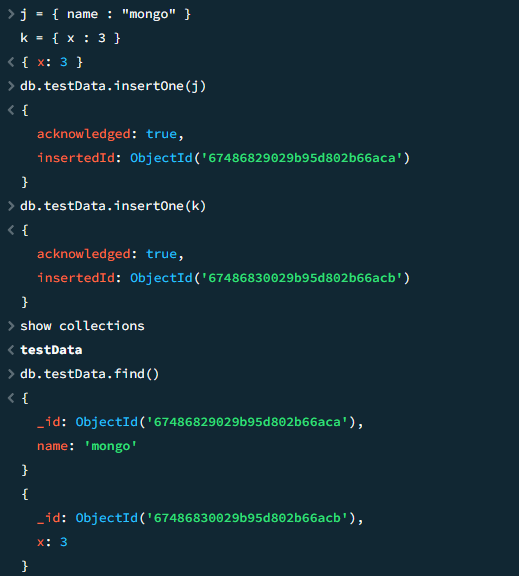 > j = { name : "mongo" }
k = { x : 3 }
< { x: 3 }
> db.testData.insertOne(j)
< {
acknowledged: true,
insertedId: ObjectId('67486829029b95d802b66aca')
}
> db.testData.insertOne(k)
< {
acknowledged: true,
insertedId: ObjectId('67486830029b95d802b66acb')
}
> show collections
< testData
> db.testData.find()
< {
_id: ObjectId('67486829029b95d802b66aca'),
name: 'mongo'
}
{
_id: ObjectId('67486830029b95d802b66acb'),
x: 3
}